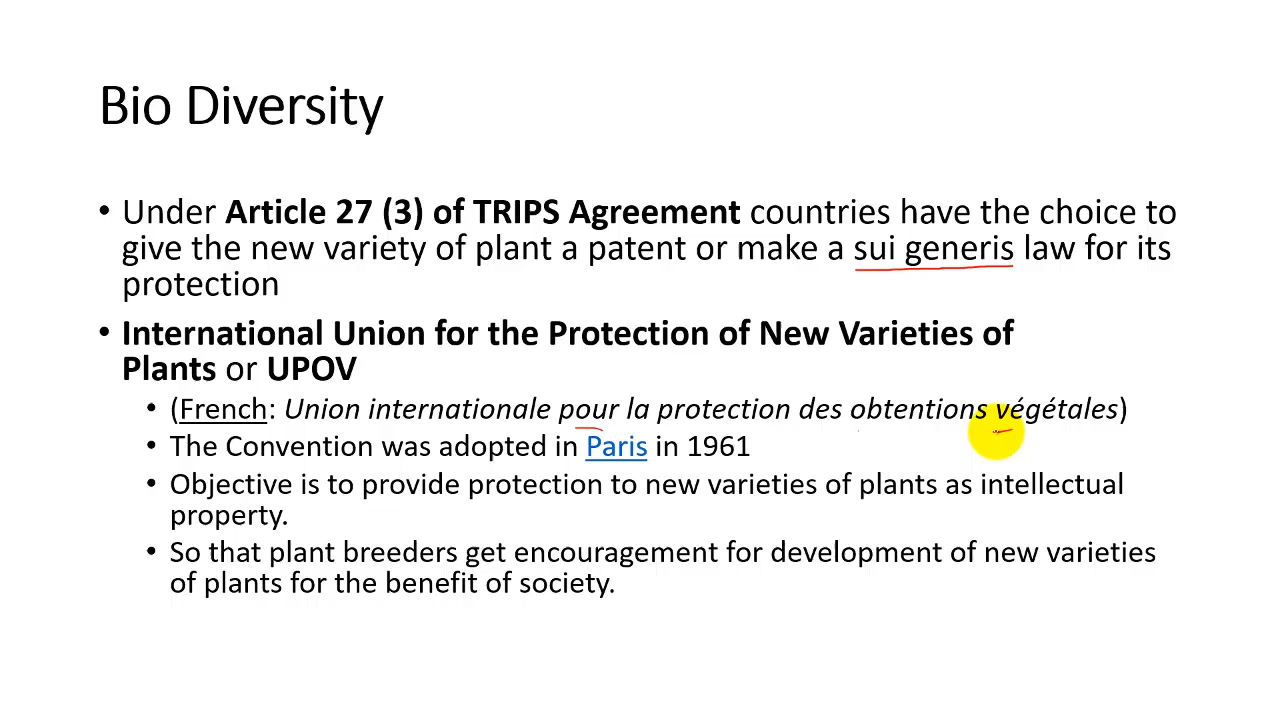 Bio Diversity
• Under Article 27 (3) of TRIPS Agreement countries have the choice to
give the new variety of plant a patent or make a sui generis law for its
protection
• International Union for the Protection of New Varieties of
Plants or UPOV
• (French: Union internationale pour la protection des obtentions végétales)
• The Convention was adopted in Paris in 1961
• Objective is to provide protection to new varieties of plants as intellectual
property.
• So that plant breeders get encouragement for development of new varieties
of plants for the benefit of society.